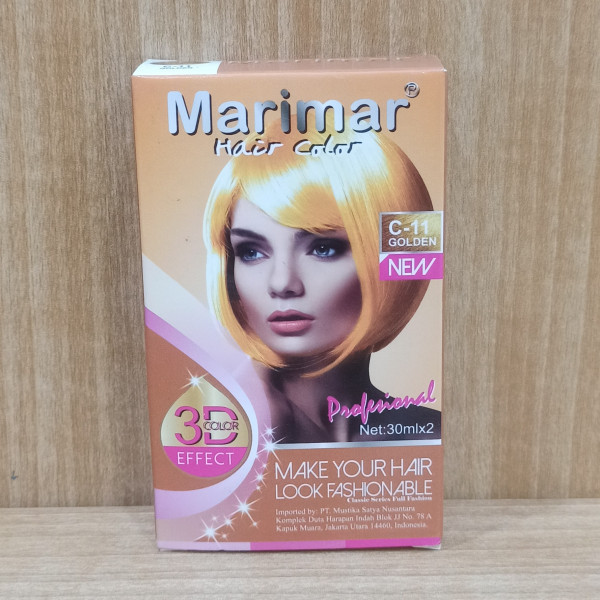 C-11
Marimar®
Hair Color
C-11
GOLDEN
NEW
Profesional
Net:30mlx2
3D
COLOR
EFFECT
MAKE YOUR HAIR
LOOK FASHIONABLE
Classic Series Full Fashion
Imported by: PT. Mustika Satya Nusantara
Komplek Duta Harapan Indah Blok JJ No. 78 A
Kapuk Muara, Jakarta Utara 14460, Indonesia.